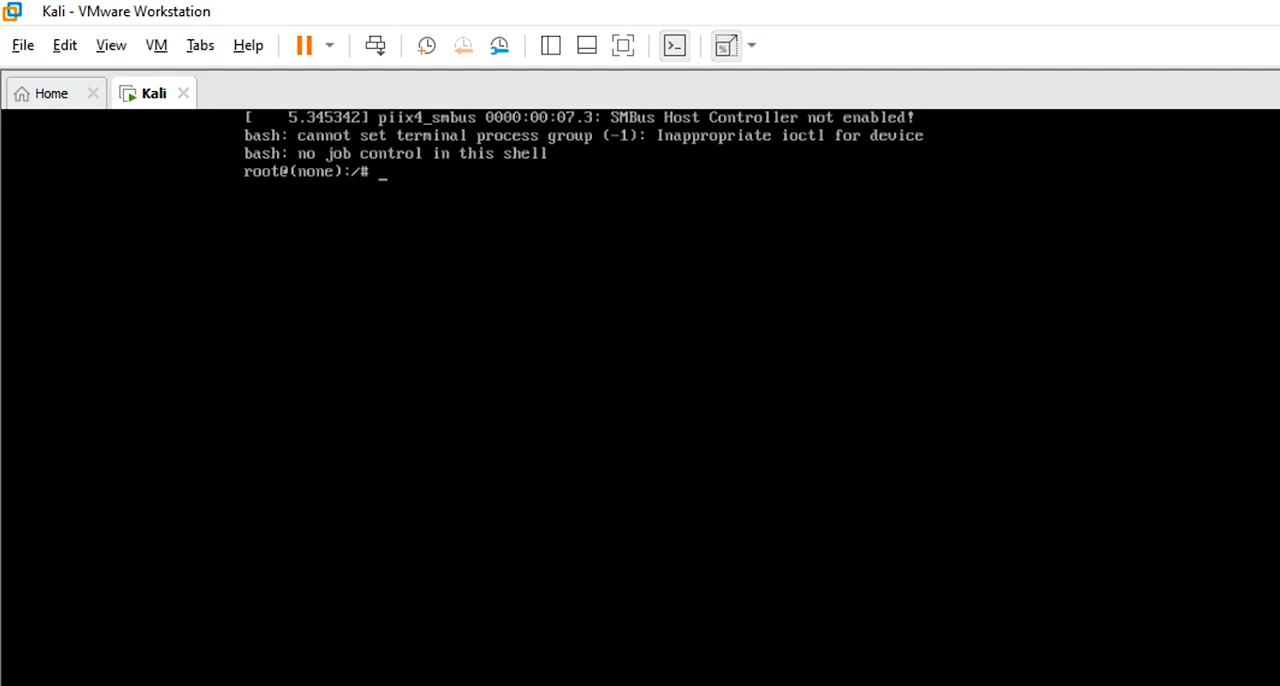 Kali - VMware Workstation
File Edit View VM Tabs Help
Home Kali
[    5.345342] piix4_smbus 0000:00:07.3: SMBus Host Controller not enabled!
bash: cannot set terminal process group (-1): Inappropriate ioctl for device
bash: no job control in this shell
root@(none):/# _